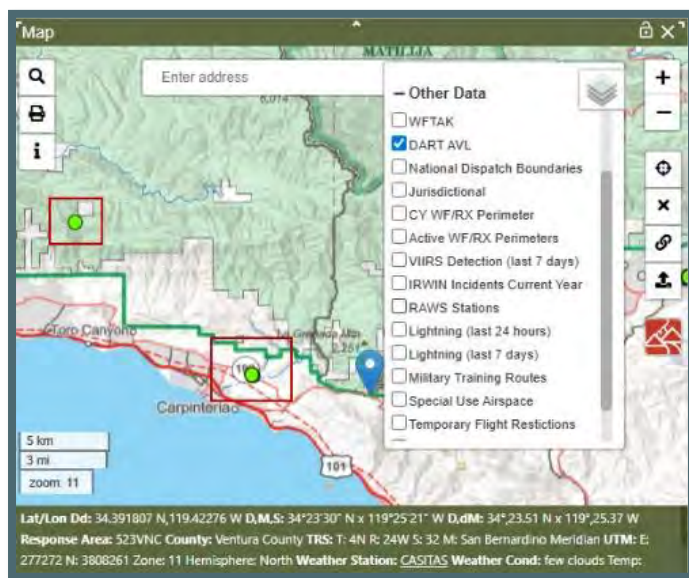 Map
MATILIJA
Enter address
6,014
Other Data
WFTAK
DART AVL
National Dispatch Boundaries
Jurisdictional
CY WF/RX Perimeter
Active WF/RX Perimeters
VIIRS Detection (last 7 days)
IRWIN Incidents Current Year
RAWS Stations
Lightning (last 24 hours)
Lightning (last 7 days)
Military Training Routes
Special Use Airspace
Temporary Flight Restictions
Toro Canyon
2,251
Carpinteria
101
5 km
3 mi
zoom: 11
Lat/Lon Dd: 34.391807 N,119.42276 W D,M,S: 34°23'30" N x 119°25'21" W D,dM: 34°,23.51 N x 119°,25.37 W
Response Area: 523VNC County: Ventura County TRS: T: 4N R: 24W S: 32 M: San Bernardino Meridian UTM: E:
277272 N: 3808261 Zone: 11 Hemisphere: North Weather Station: CASITAS Weather Cond: few clouds Temp: